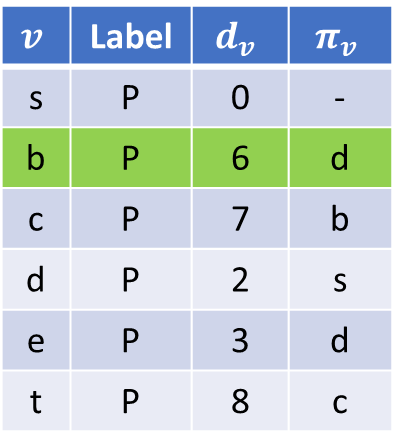 v Label d_v π_v
s P 0 -
b P 6 d
c P 7 b
d P 2 s
e P 3 d
t P 8 c